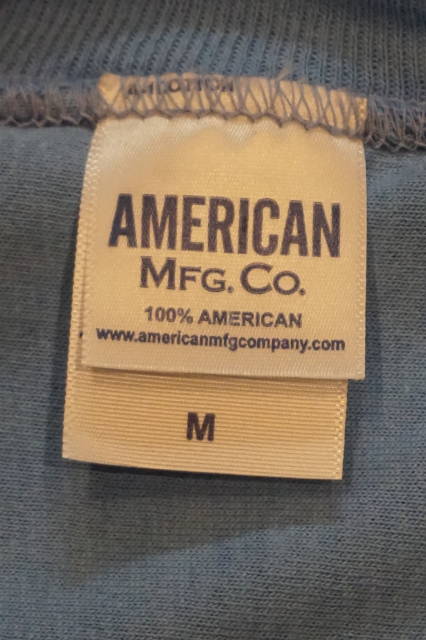 AMERICAN
MFG. CO.
100% AMERICAN
www.americanmfgcompany.com
M